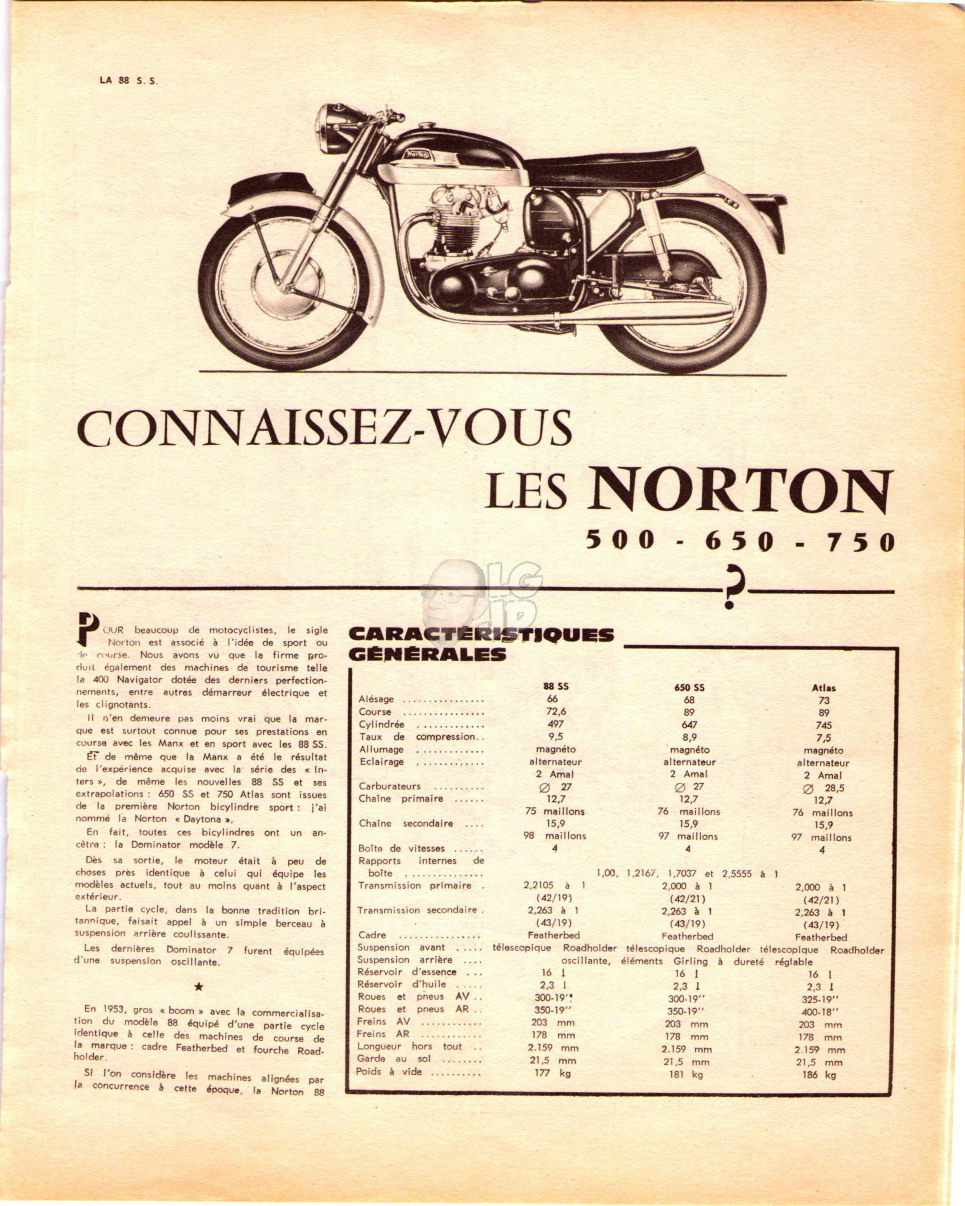 LA 88 S. S.
Norton
CONNAISSEZ-VOUS
LES NORTON
500 - 650 - 750
?
LG
JP
POUR beaucoup de motocyclistes, le sigle
Norton est associé à l'idée de sport ou
de course. Nous avons vu que la firme pro-
duit également des machines de tourisme telle
la 400 Navigator dotée des derniers perfection-
nements, entre autres démarreur électrique et
les clignotants.
Il n'en demeure pas moins vrai que la mar-
que est surtout connue pour ses prestations en
course avec les Manx et en sport avec les 88 SS.
Et de même que la Manx a été le résultat
de l'expérience acquise avec la série des « In-
ters », de même les nouvelles 88 SS et ses
extrapolations : 650 SS et 750 Atlas sont issues
de la première Norton bicylindre sport : j'ai
nommé la Norton « Daytona ».
En fait, toutes ces bicylindres ont un an-
cêtre : la Dominator modèle 7.
Dès sa sortie, le moteur était à peu de
choses près identique à celui qui équipe les
modèles actuels, tout au moins quant à l'aspect
extérieur.
La partie cycle, dans la bonne tradition bri-
tannique, faisait appel à un simple berceau à
suspension arrière coulissante.
Les dernières Dominator 7 furent équipées
d'une suspension oscillante.
★
En 1953, gros « boom » avec la commercialisa-
tion du modèle 88 équipé d'une partie cycle
identique à celle des machines de course de
la marque : cadre Featherbed et fourche Road-
holder.
Si l'on considère les machines alignées par
la concurrence à cette époque, la Norton 88
CARACTÉRISTIQUES
GÉNÉRALES
88 SS 650 SS Atlas
Alésage ................ 66 68 73
Course ................ 72,6 89 89
Cylindrée ............. 497 647 745
Taux de compression.. 9,5 8,9 7,5
Allumage ............. magnéto magnéto magnéto
Eclairage ............. alternateur alternateur alternateur
2 Amal 2 Amal 2 Amal
Carburateurs .......... ∅ 27 ∅ 27 ∅ 28,5
Chaîne primaire ...... 12,7 12,7 12,7
75 maillons 76 maillons 76 maillons
Chaîne secondaire .... 15,9 15,9 15,9
98 maillons 97 maillons 97 maillons
Boîte de vitesses ...... 4 4 4
Rapports internes de
boîte ................ 1,00, 1,2167, 1,7037 et 2,5555 à 1
Transmission primaire . 2,2105 à 1 2,000 à 1 2,000 à 1
(42/19) (42/21) (42/21)
Transmission secondaire . 2,263 à 1 2,263 à 1 2,263 à 1
(43/19) (43/19) (43/19)
Cadre ................ Featherbed Featherbed Featherbed
Suspension avant ..... télescopique Roadholder télescopique Roadholder télescopique Roadholder
Suspension arrière .... oscillante, éléments Girling à dureté réglable
Réservoir d'essence ... 16 l 16 l 16 l
Réservoir d'huile ..... 2,3 l 2,3 l 2,3 l
Roues et pneus AV .. 300-19'' 300-19'' 325-19''
Roues et pneus AR .. 350-19'' 350-19'' 400-18''
Freins AV ............ 203 mm 203 mm 203 mm
Freins AR ............ 178 mm 178 mm 178 mm
Longueur hors tout .. 2.159 mm 2.159 mm 2.159 mm
Garde au sol ........ 21,5 mm 21,5 mm 21,5 mm
Poids à vide .......... 177 kg 181 kg 186 kg